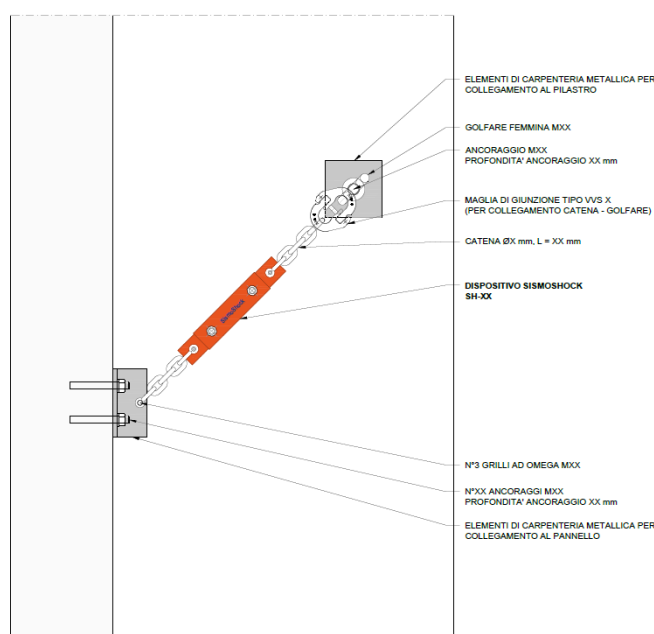 ELEMENTI DI CARPENTERIA METALLICA PER
COLLEGAMENTO AL PILASTRO
GOLFARE FEMMINA MXX
ANCORAGGIO MXX
PROFONDITA' ANCORAGGIO XX mm
MAGLIA DI GIUNZIONE TIPO VVS X
(PER COLLEGAMENTO CATENA - GOLFARE)
CATENA ØX mm, L = XX mm
DISPOSITIVO SISMOSHOCK
SH-XX
SismoShock
N°3 GRILLI AD OMEGA MXX
N°XX ANCORAGGI MXX
PROFONDITA' ANCORAGGIO XX mm
ELEMENTI DI CARPENTERIA METALLICA PER
COLLEGAMENTO AL PANNELLO